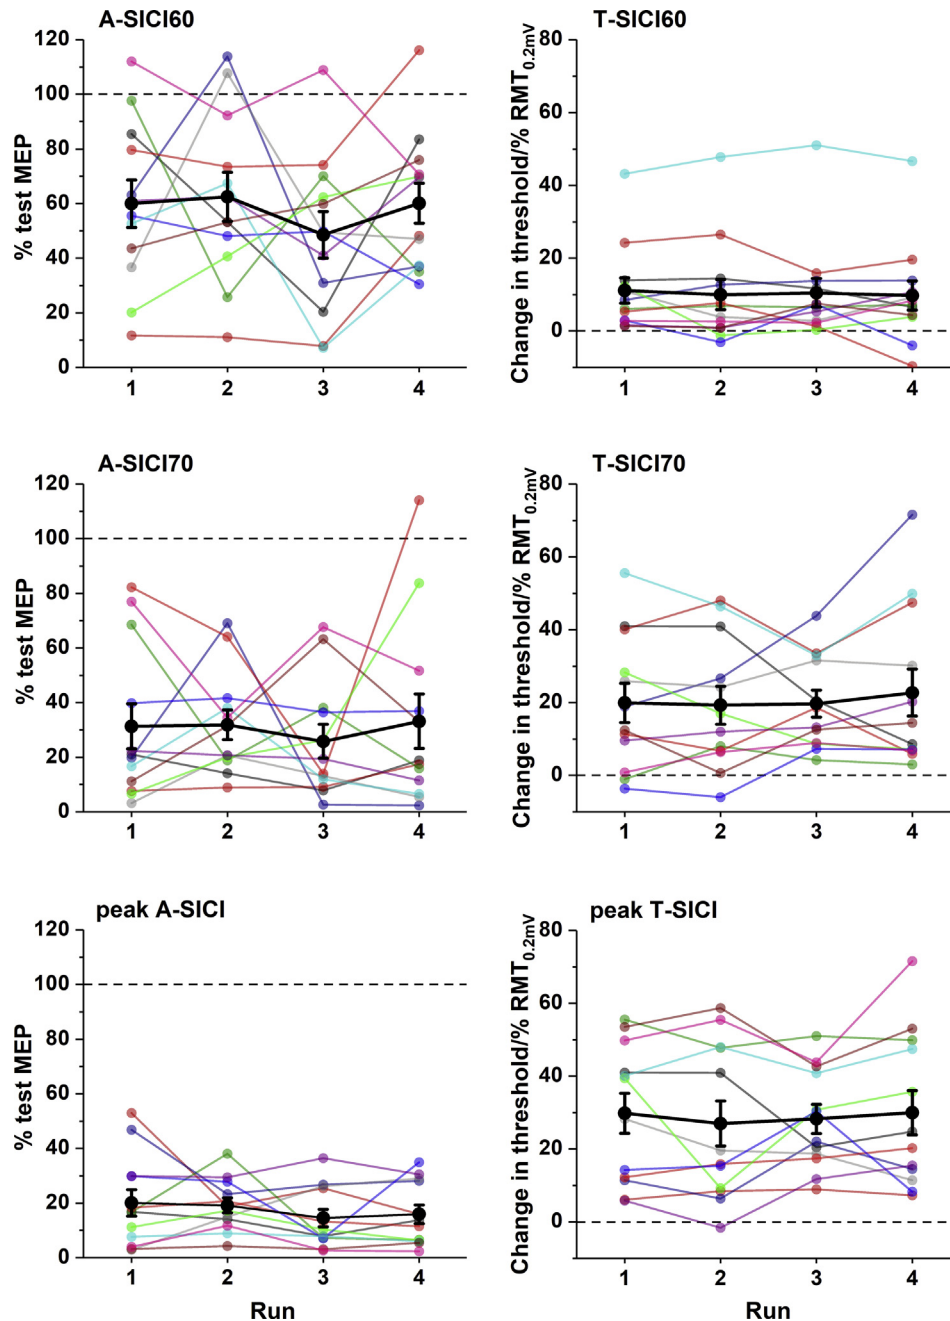 A-SICI60
120
100
80
60
40
20
0
% test MEP
1 2 3 4
T-SICI60
80
60
40
20
0
Change in threshold/% RMT0.2mV
1 2 3 4
A-SICI70
120
100
80
60
40
20
0
% test MEP
1 2 3 4
T-SICI70
80
60
40
20
0
Change in threshold/% RMT0.2mV
1 2 3 4
peak A-SICI
120
100
80
60
40
20
0
% test MEP
1 2 3 4
Run
peak T-SICI
80
60
40
20
0
Change in threshold/% RMT0.2mV
1 2 3 4
Run